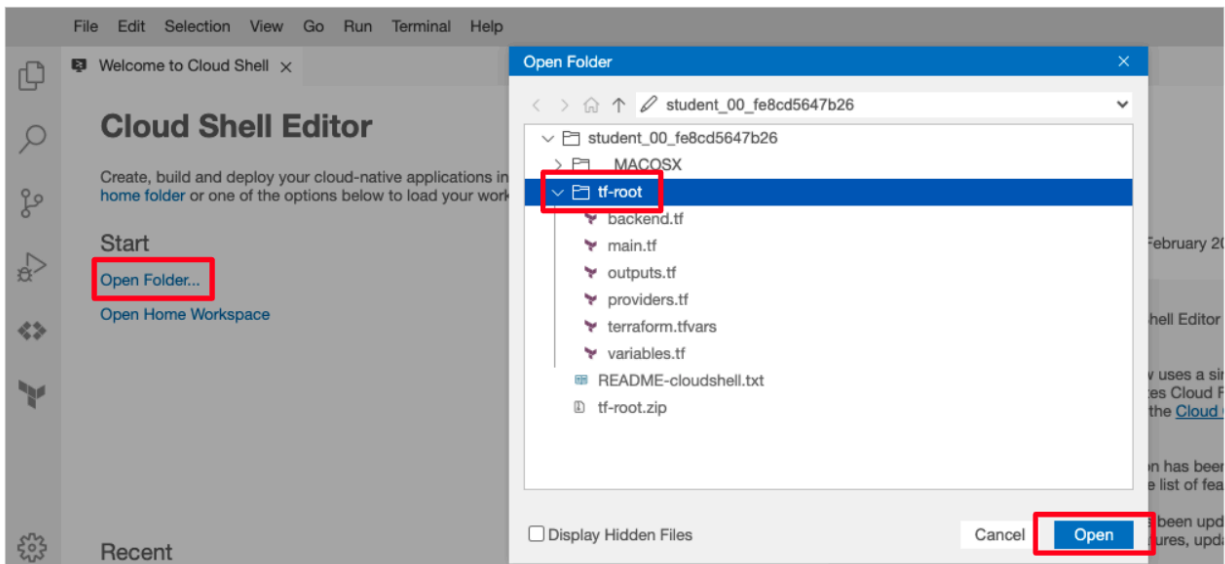 File Edit Selection View Go Run Terminal Help
Welcome to Cloud Shell
Cloud Shell Editor
Create, build and deploy your cloud-native applications in
home folder or one of the options below to load your work
Start
Open Folder...
Open Home Workspace
Recent
Open Folder
student_00_fe8cd5647b26
student_00_fe8cd5647b26
MACOSX
tf-root
backend.tf
main.tf
outputs.tf
providers.tf
terraform.tfvars
variables.tf
README-cloudshell.txt
tf-root.zip
Display Hidden Files
Cancel
Open
February 20
hell Editor
uses a
es Cloud
the Cloud
n has been
list of
been upd
ures, upda